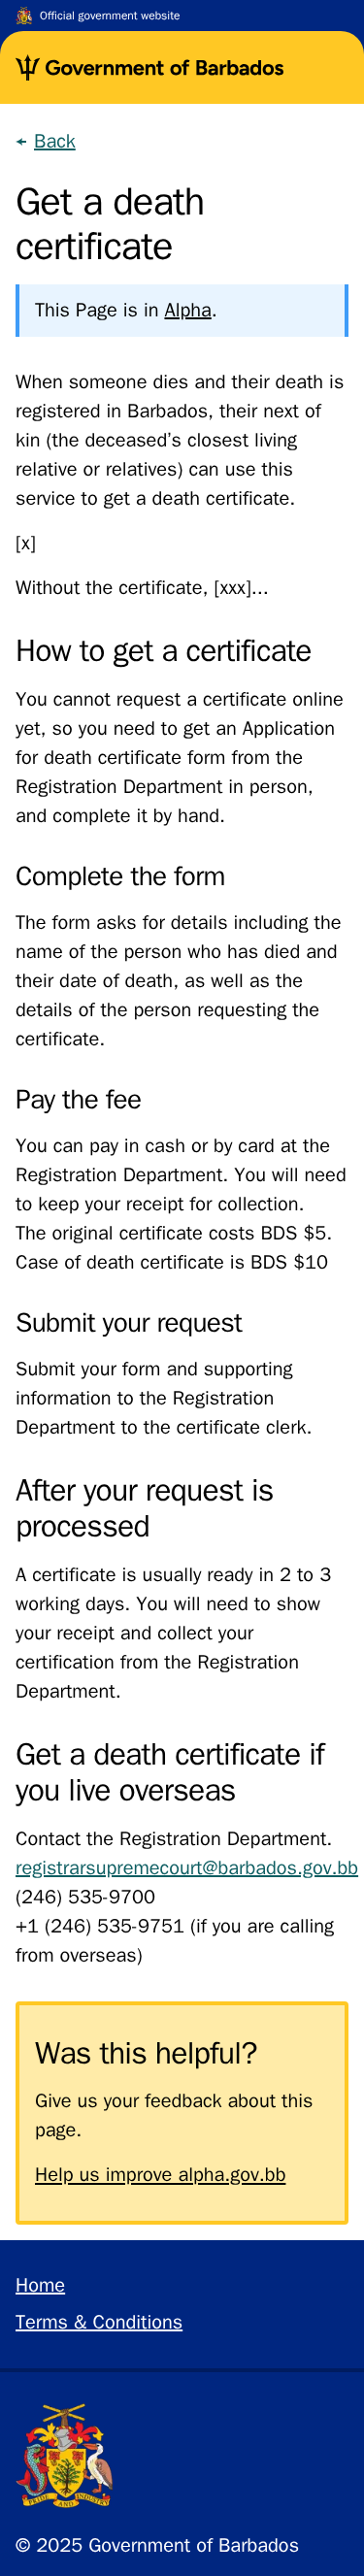 Official government website
Government of Barbados
← Back
Get a death
certificate
This Page is in Alpha.
When someone dies and their death is
registered in Barbados, their next of
kin (the deceased’s closest living
relative or relatives) can use this
service to get a death certificate.
[x]
Without the certificate, [xxx]...
How to get a certificate
You cannot request a certificate online
yet, so you need to get an Application
for death certificate form from the
Registration Department in person,
and complete it by hand.
Complete the form
The form asks for details including the
name of the person who has died and
their date of death, as well as the
details of the person requesting the
certificate.
Pay the fee
You can pay in cash or by card at the
Registration Department. You will need
to keep your receipt for collection.
The original certificate costs BDS $5.
Case of death certificate is BDS $10
Submit your request
Submit your form and supporting
information to the Registration
Department to the certificate clerk.
After your request is
processed
A certificate is usually ready in 2 to 3
working days. You will need to show
your receipt and collect your
certification from the Registration
Department.
Get a death certificate if
you live overseas
Contact the Registration Department.
registrarsupremecourt@barbados.gov.bb
(246) 535-9700
+1 (246) 535-9751 (if you are calling
from overseas)
Was this helpful?
Give us your feedback about this
page.
Help us improve alpha.gov.bb
Home
Terms & Conditions
PRIDE AND INDUSTRY
© 2025 Government of Barbados